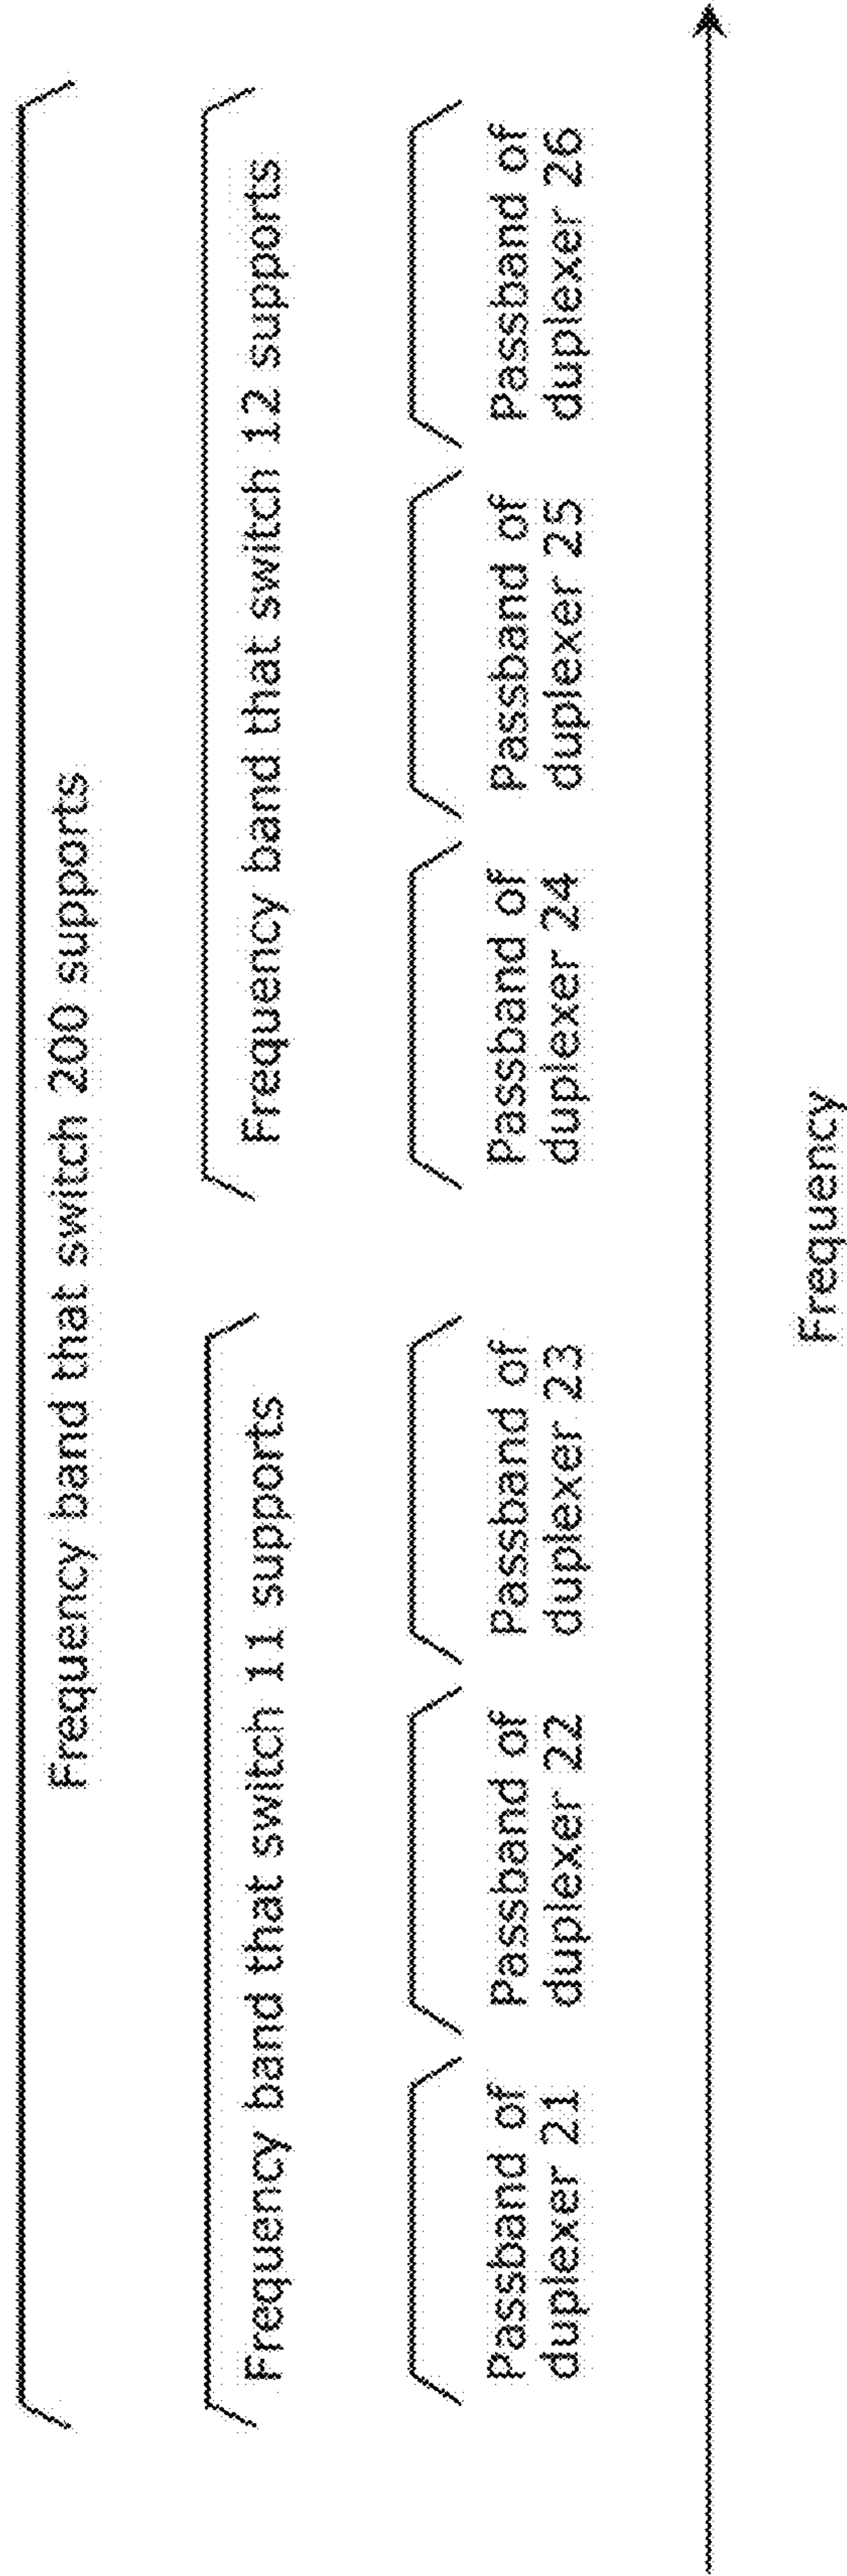 Frequency band that switch 200 supports
Frequency band that switch 11 supports
Frequency band that switch 12 supports
Passband of
duplexer 21
Passband of
duplexer 22
Passband of
duplexer 23
Passband of
duplexer 24
Passband of
duplexer 25
Passband of
duplexer 26
Frequency